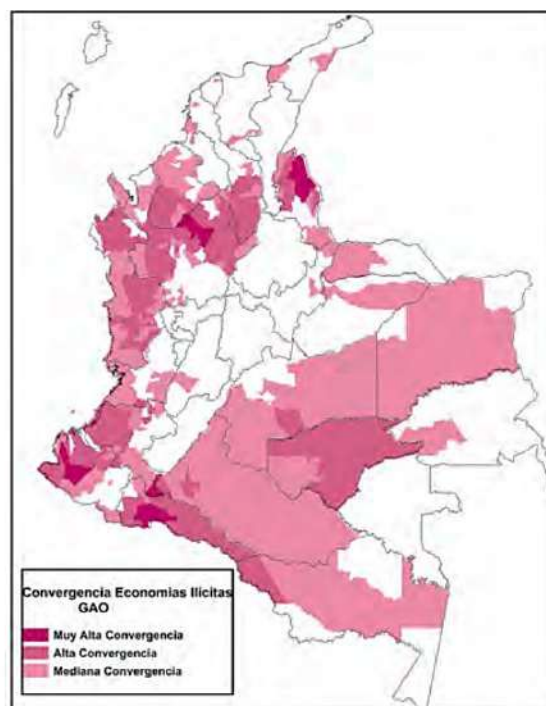 Convergencia Economias Ilicitas
GAO
Muy Alta Convergencia
Alta Convergencia
Mediana Convergencia